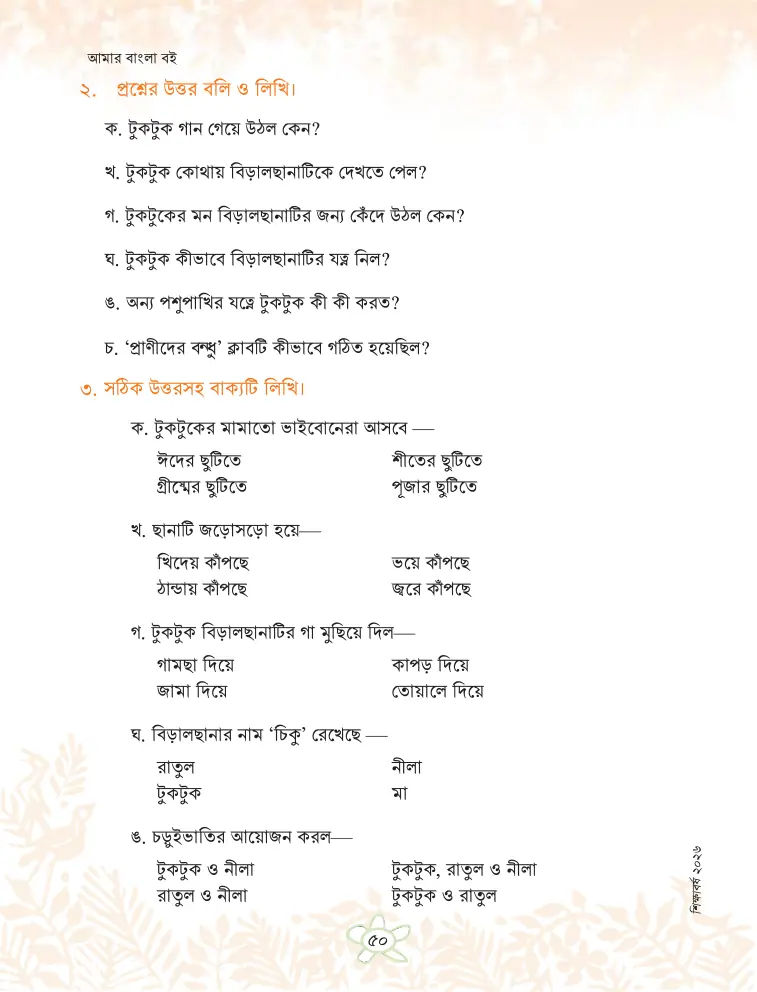 আমার বাংলা বই
২. প্রশ্নের উত্তর বলি ও লিখি।
ক. টুকটুক গান গেয়ে উঠল কেন?
খ. টুকটুক কোথায় বিড়ালছানাটিকে দেখতে পেল?
গ. টুকটুকের মন বিড়ালছানাটির জন্য কেঁদে উঠল কেন?
ঘ. টুকটুক কীভাবে বিড়ালছানাটির যত্ন নিল?
ঙ. অন্য পশুপাখির যত্নে টুকটুক কী কী করত?
চ. ‘প্রাণীদের বন্ধু’ ক্লাবটি কীভাবে গঠিত হয়েছিল?
৩. সঠিক উত্তরসহ বাক্যটি লিখি।
ক. টুকটুকের মামাতো ভাইবোনেরা আসবে —
ঈদের ছুটিতে শীতের ছুটিতে
গ্রীষ্মের ছুটিতে পূজার ছুটিতে
খ. ছানাটি জড়োসড়ো হয়ে—
খিদেয় কাঁপছে ভয়ে কাঁপছে
ঠান্ডায় কাঁপছে জ্বরে কাঁপছে
গ. টুকটুক বিড়ালছানাটির গা মুছিয়ে দিল—
গামছা দিয়ে কাপড় দিয়ে
জামা দিয়ে তোয়ালে দিয়ে
ঘ. বিড়ালছানার নাম ‘চিকু’ রেখেছে —
রাতুল নীলা
টুকটুক মা
ঙ. চড়ুইভাতির আয়োজন করল—
টুকটুক ও নীলা টুকটুক, রাতুল ও নীলা
রাতুল ও নীলা টুকটুক ও রাতুল
শিক্ষাবর্ষ ২০২৬
৫০